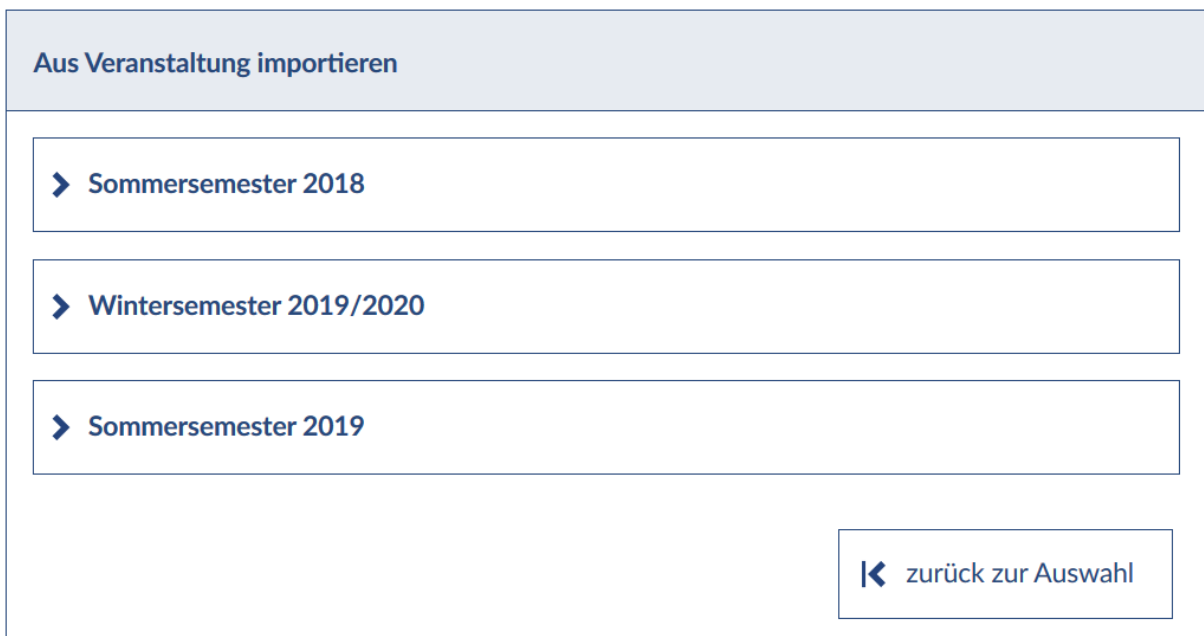 Aus Veranstaltung importieren
Sommersemester 2018
Wintersemester 2019/2020
Sommersemester 2019
zurück zur Auswahl